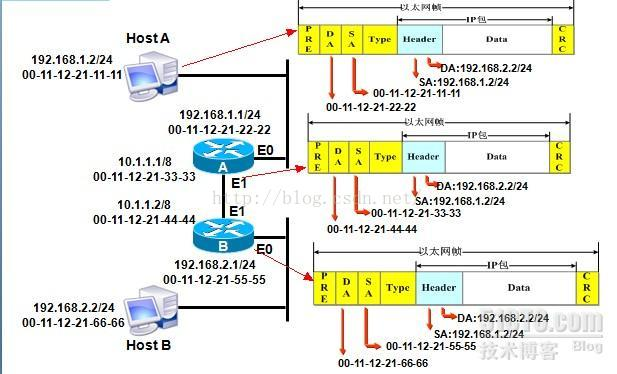 以太网帧
IP包
PRE DA SA Type Header Data CRC
Host A
192.168.1.2/24
00-11-12-21-11-11
DA:192.168.2.2/24
SA:192.168.1.2/24
00-11-12-21-11-11
00-11-12-21-22-22
192.168.1.1/24
00-11-12-21-22-22
E0
A
E1
以太网帧
IP包
PRE DA SA Type Header Data CRC
10.1.1.1/8
00-11-12-21-33-33
DA:192.168.2.2/24
SA:192.168.1.2/24
00-11-12-21-33-33
00-11-12-21-44-44
http://blog.csdn.net
10.1.1.2/8
00-11-12-21-44-44
E1
B
E0
192.168.2.1/24
00-11-12-21-55-55
以太网帧
IP包
PRE DA SA Type Header Data CRC
192.168.2.2/24
00-11-12-21-66-66
Host B
DA:192.168.2.2/24
SA:192.168.1.2/24
00-11-12-21-55-55
00-11-12-21-66-66
51CTO.com
技术博客 Blog